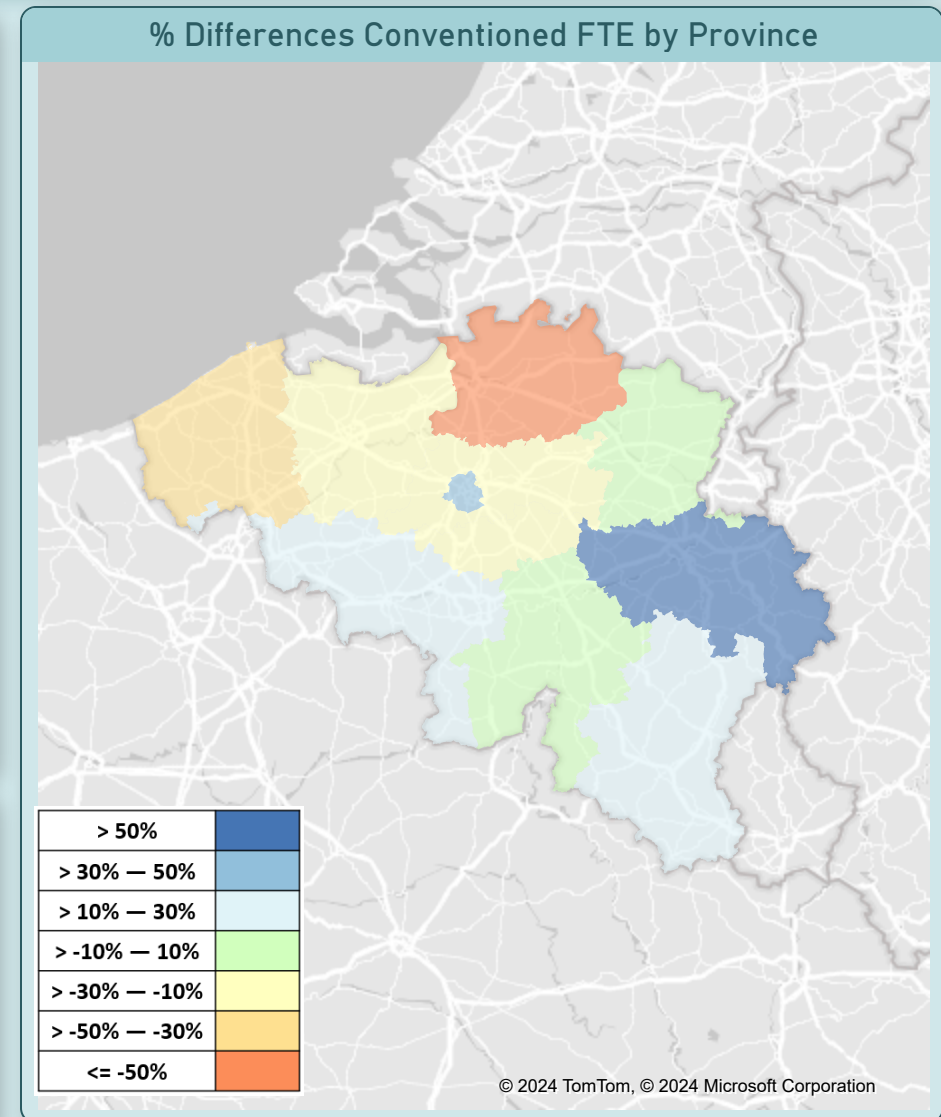 % Differences Conventioned FTE by Province
> 50%
> 30% — 50%
> 10% — 30%
> -10% — 10%
> -30% — -10%
> -50% — -30%
<= -50%
© 2024 TomTom, © 2024 Microsoft Corporation